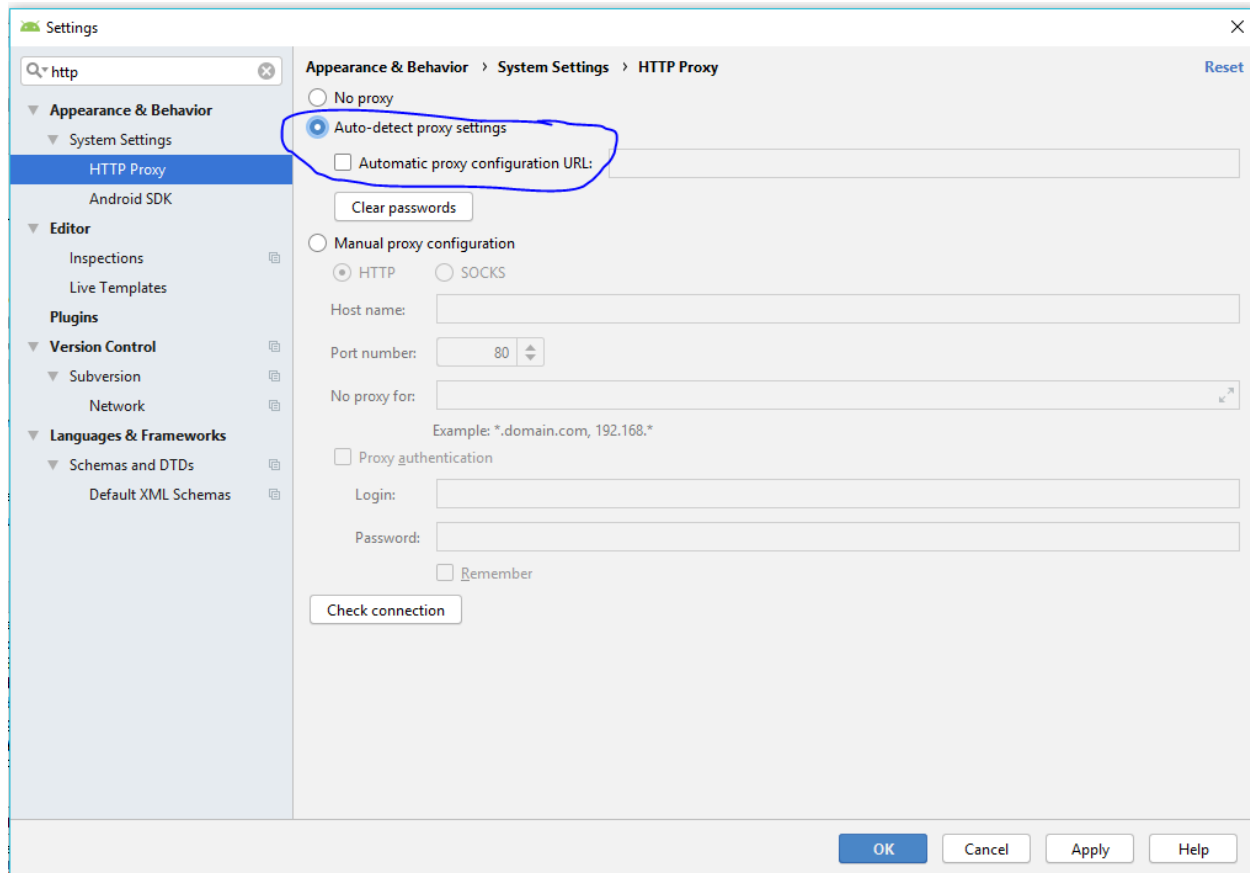 Settings
http
Appearance & Behavior
System Settings
HTTP Proxy
Android SDK
Editor
Inspections
Live Templates
Plugins
Version Control
Subversion
Network
Languages & Frameworks
Schemas and DTDs
Default XML Schemas
Appearance & Behavior › System Settings › HTTP Proxy
Reset
No proxy
Auto-detect proxy settings
Automatic proxy configuration URL:
Clear passwords
Manual proxy configuration
HTTP SOCKS
Host name:
Port number: 80
No proxy for:
Example: *.domain.com, 192.168.*
Proxy authentication
Login:
Password:
Remember
Check connection
OK Cancel Apply Help